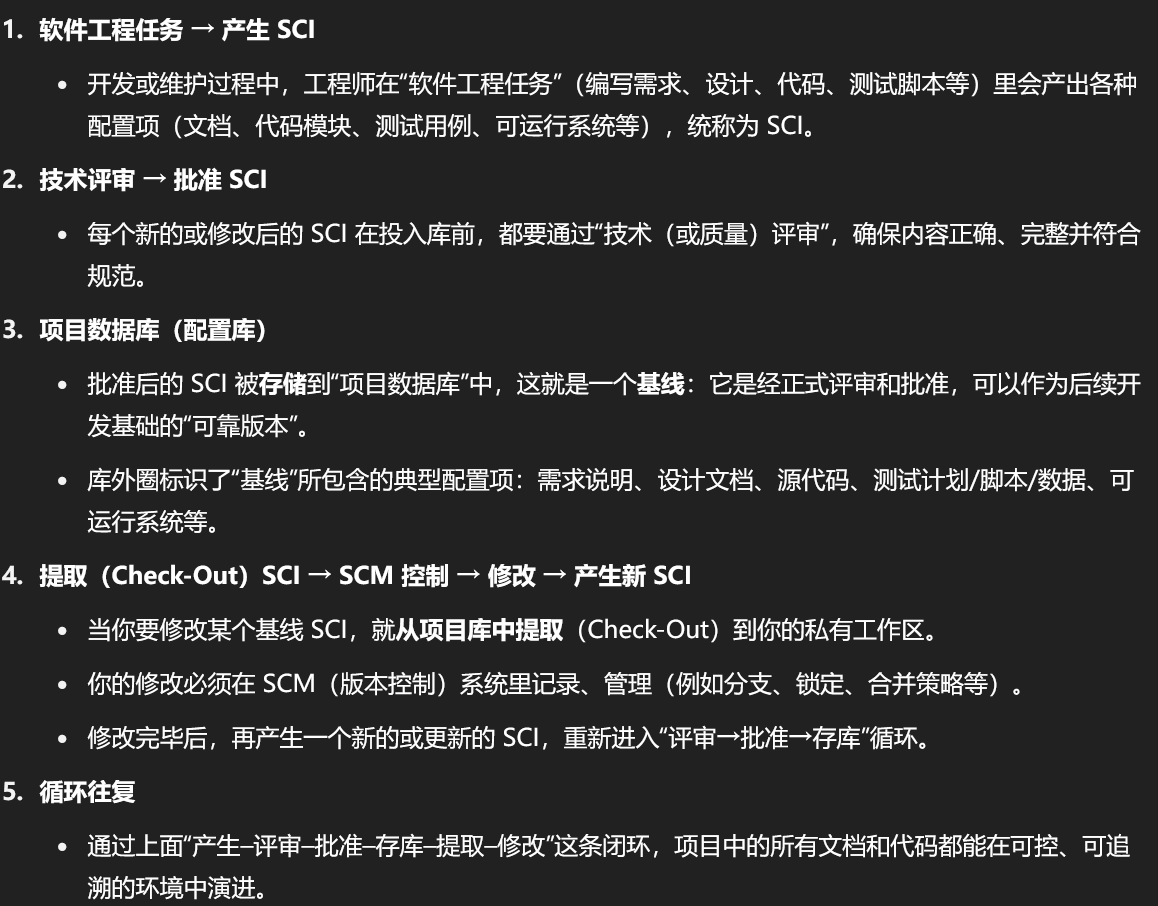 1. 软件工程任务 → 产生 SCI
• 开发或维护过程中，工程师在“软件工程任务”（编写需求、设计、代码、测试脚本等）里会产出各种
配置项（文档、代码模块、测试用例、可运行系统等），统称为 SCI。
2. 技术评审 → 批准 SCI
• 每个新的或修改后的 SCI 在投入库前，都要通过“技术（或质量）评审”，确保内容正确、完整并符合
规范。
3. 项目数据库（配置库）
• 批准后的 SCI 被存储到“项目数据库”中，这就是一个基线：它是经正式评审和批准，可以作为后续开
发基础的“可靠版本”。
• 库外圈标识了“基线”所包含的典型配置项：需求说明、设计文档、源代码、测试计划/脚本/数据、可
运行系统等。
4. 提取（Check-Out）SCI → SCM 控制 → 修改 → 产生新 SCI
• 当你要修改某个基线 SCI，就从项目库中提取（Check-Out）到你的私有工作区。
• 你的修改必须在 SCM（版本控制）系统里记录、管理（例如分支、锁定、合并策略等）。
• 修改完毕后，再产生一个新的或更新的 SCI，重新进入“评审→批准→存库”循环。
5. 循环往复
• 通过上面“产生–评审–批准–存库–提取–修改”这条闭环，项目中的所有文档和代码都能在可控、可追
溯的环境中演进。